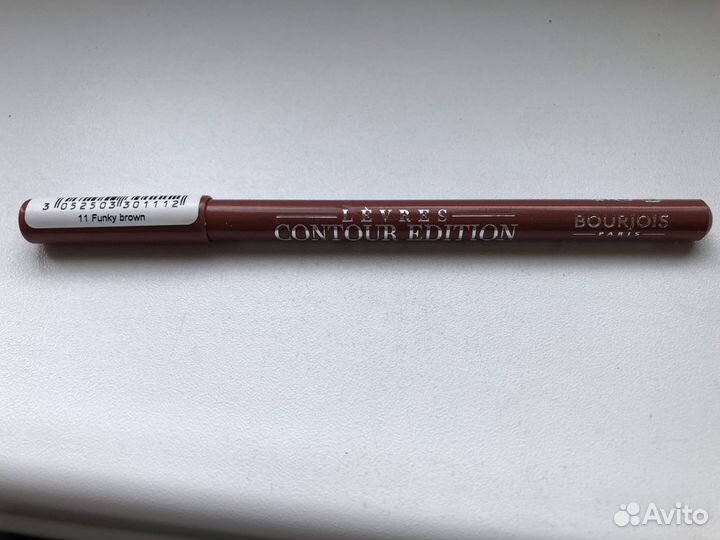 3 052503 301112
11 Funky brown
LÈVRES
CONTOUR EDITION
BOURJOIS
PARIS
Avito